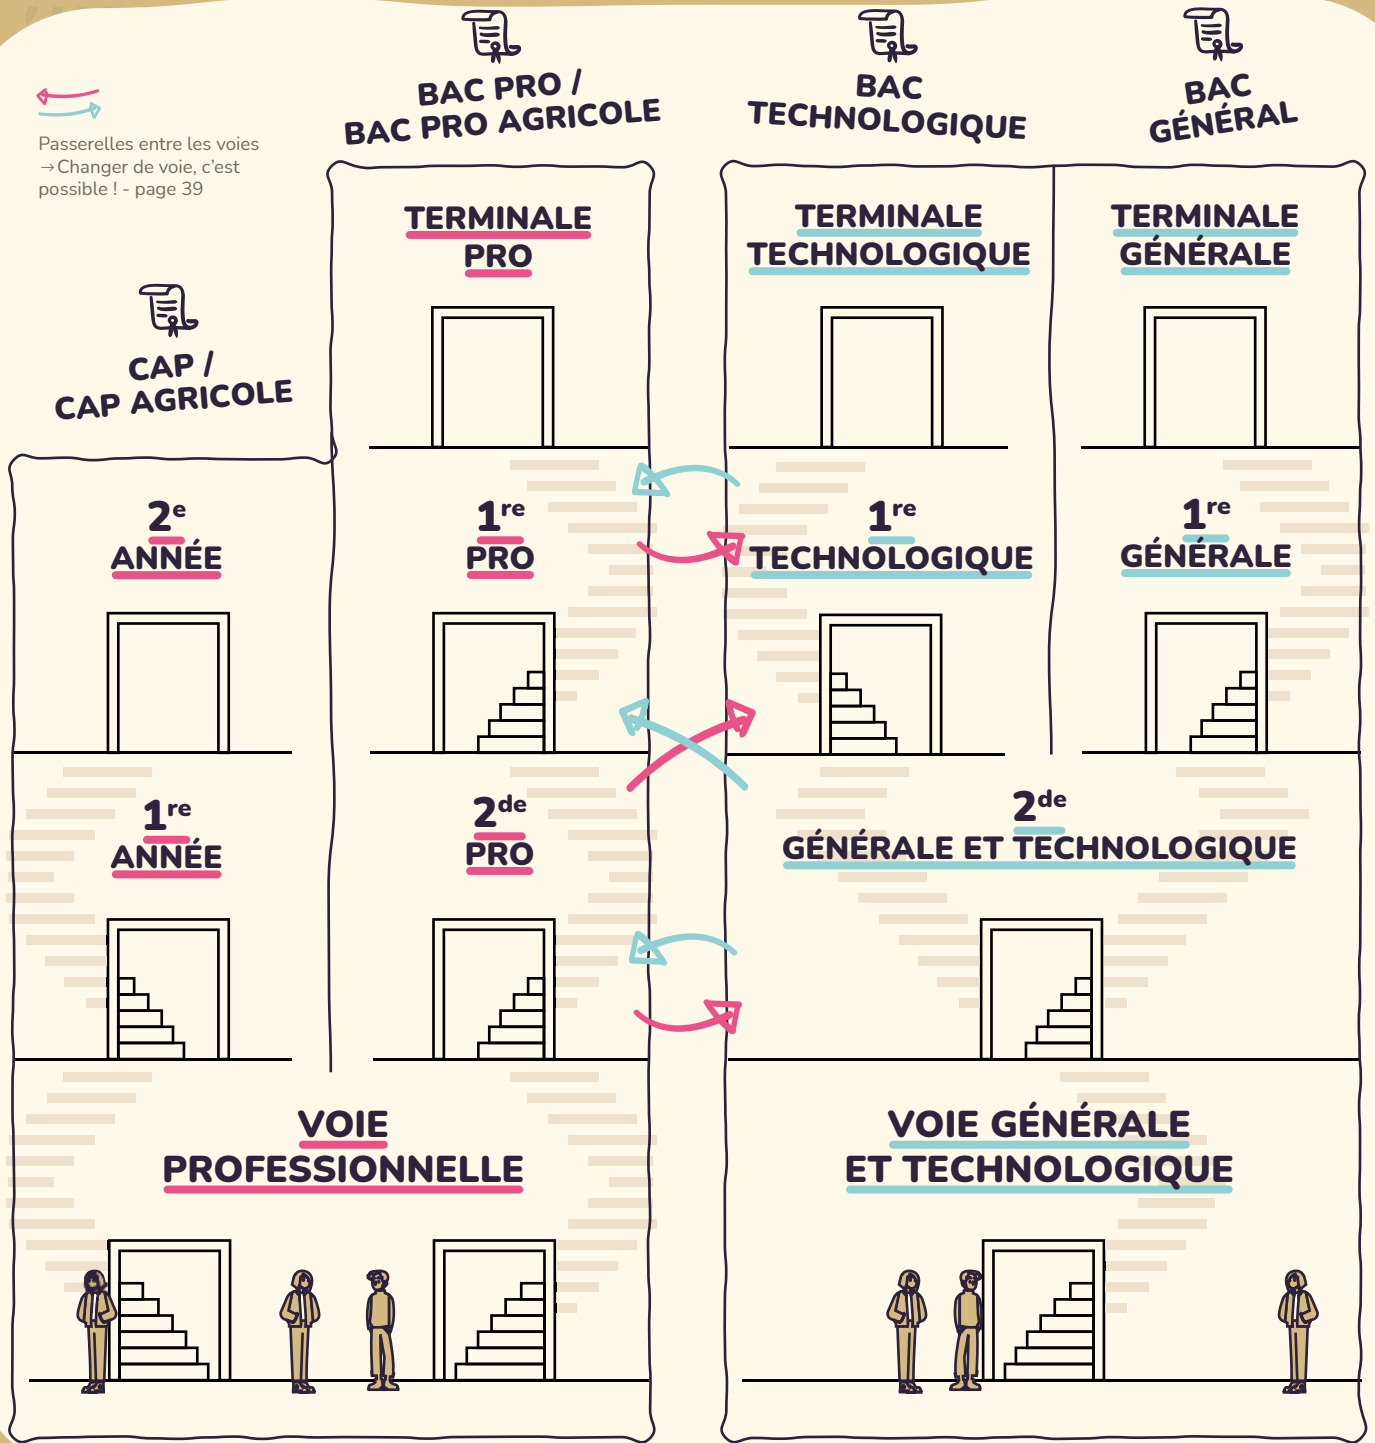 BAC PRO /
BAC PRO AGRICOLE
BAC
TECHNOLOGIQUE
BAC
GÉNÉRAL
Passerelles entre les voies
→Changer de voie, c’est
possible ! - page 39
TERMINALE
PRO
TERMINALE
TECHNOLOGIQUE
TERMINALE
GÉNÉRALE
CAP /
CAP AGRICOLE
2e
ANNÉE
1re
PRO
1re
TECHNOLOGIQUE
1re
GÉNÉRALE
1re
ANNÉE
2de
PRO
2de
GÉNÉRALE ET TECHNOLOGIQUE
VOIE
PROFESSIONNELLE
VOIE GÉNÉRALE
ET TECHNOLOGIQUE